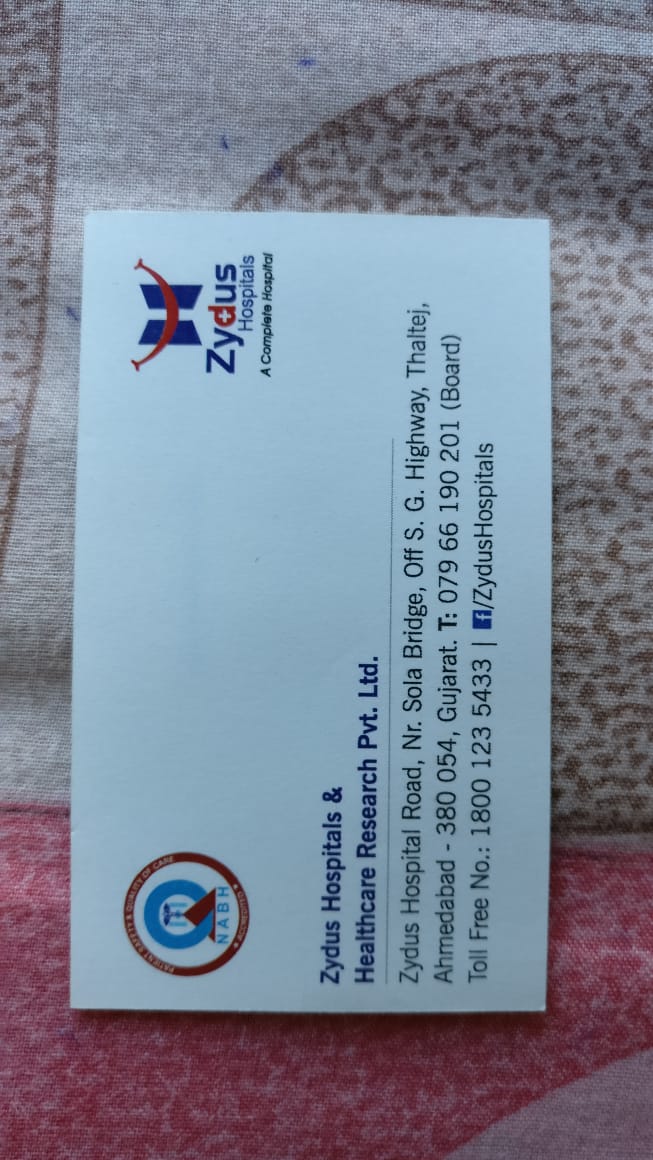 PATIENT SAFETY & QUALITY OF CARE
NABH
ACCREDITED
Zydus
Hospitals
A Complete Hospital
Zydus Hospitals &
Healthcare Research Pvt. Ltd.
Zydus Hospital Road, Nr. Sola Bridge, Off S. G. Highway, Thaltej,
Ahmedabad - 380 054, Gujarat. T: 079 66 190 201 (Board)
Toll Free No.: 1800 123 5433 | f/ZydusHospitals